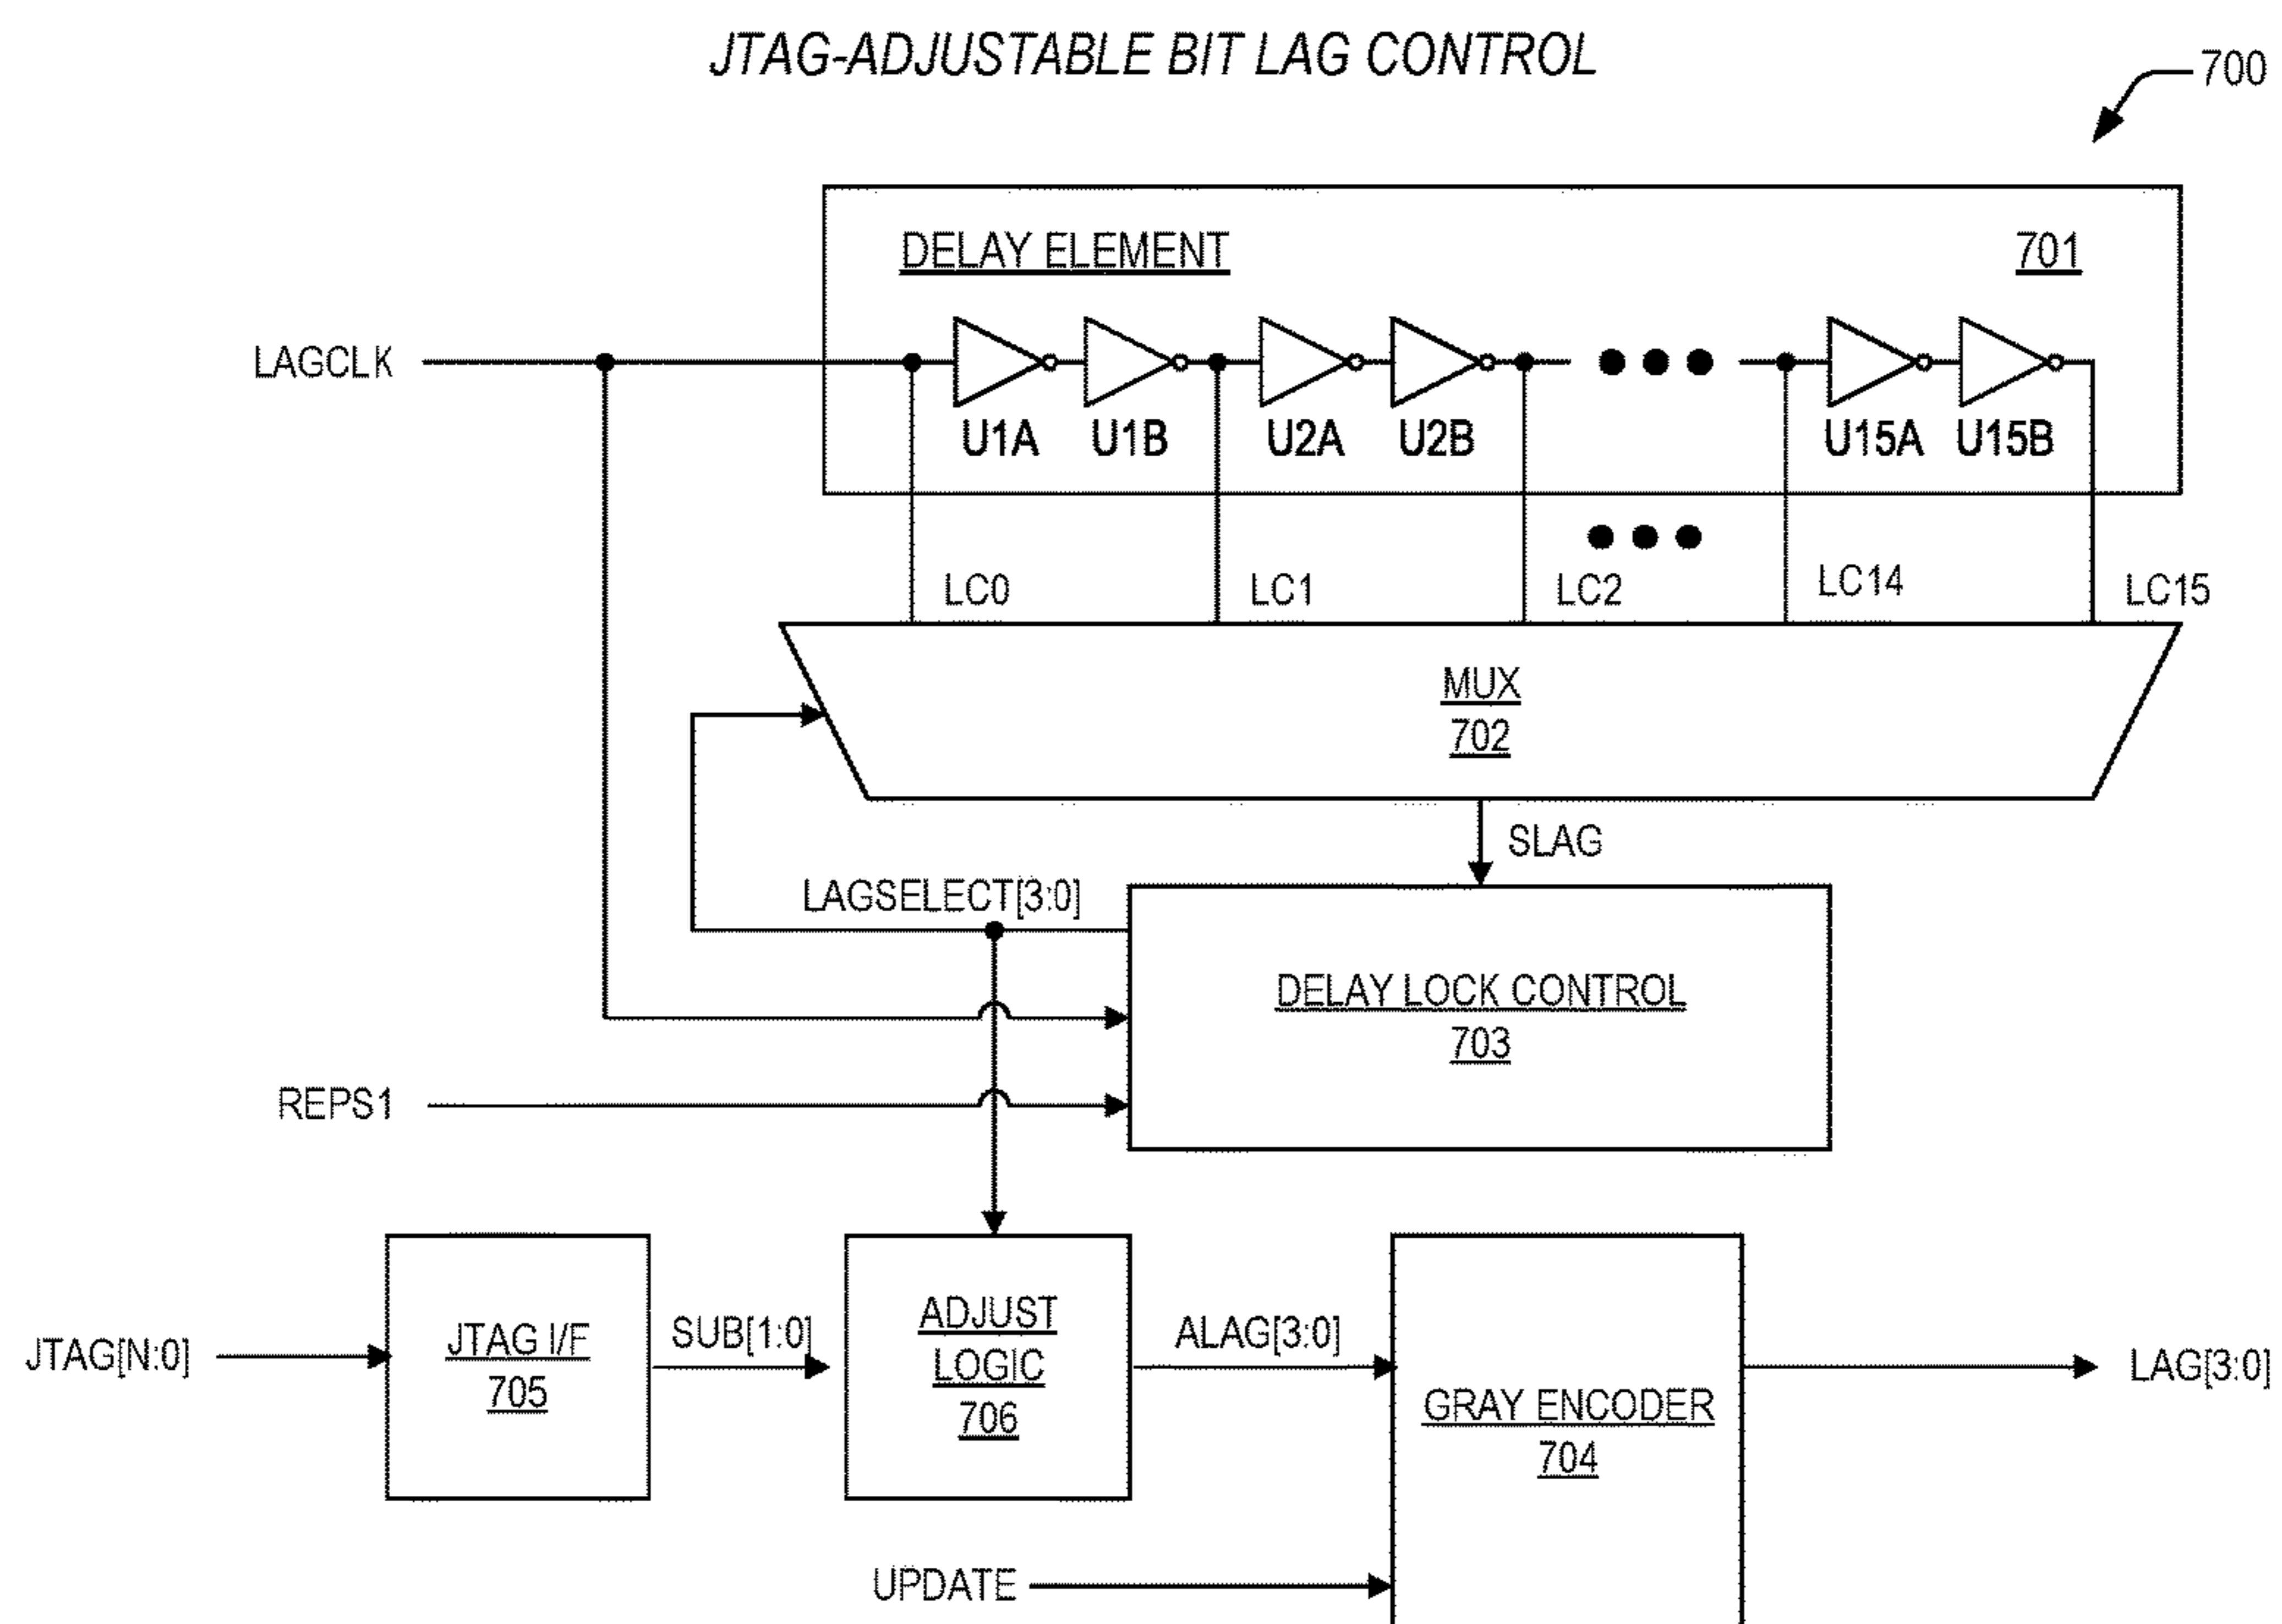 JTAG-ADJUSTABLE BIT LAG CONTROL
700
DELAY ELEMENT
701
LAGCLK
U1A
U1B
U2A
U2B
U15A
U15B
LC0
LC1
LC2
LC14
LC15
MUX
702
SLAG
LAGSELECT[3:0]
DELAY LOCK CONTROL
703
REPS1
JTAG[N:0]
JTAG I/F
705
SUB[1:0]
ADJUST
LOGIC
706
ALAG[3:0]
GRAY ENCODER
704
LAG[3:0]
UPDATE